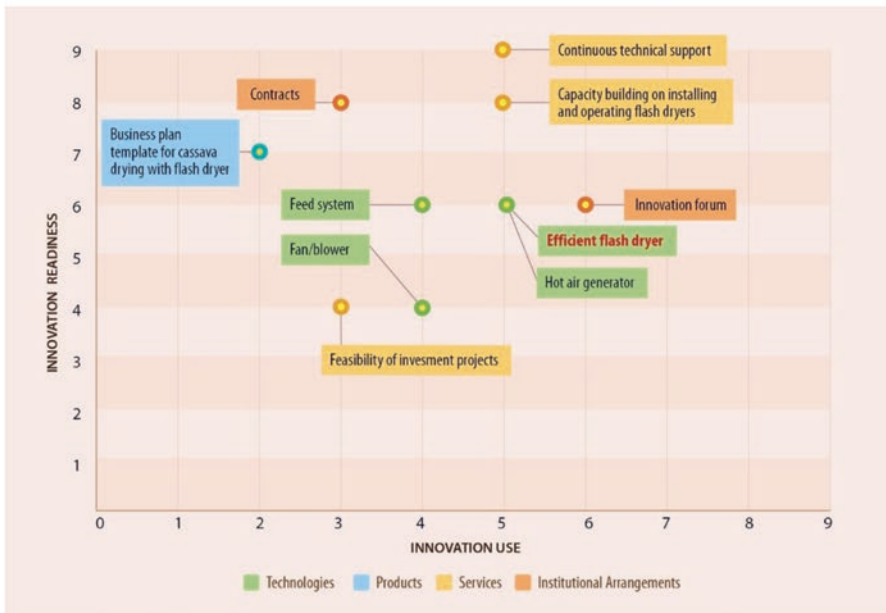 INNOVATION READINESS
9
8
7
6
5
4
3
2
1
Continuous technical support
Contracts
Capacity building on installing
and operating flash dryers
Business plan
template for cassava
drying with flash dryer
Feed system
Innovation forum
Fan/blower
Efficient flash dryer
Hot air generator
Feasibility of invesment projects
0 1 2 3 4 5 6 7 8 9
INNOVATION USE
Technologies Products Services Institutional Arrangements